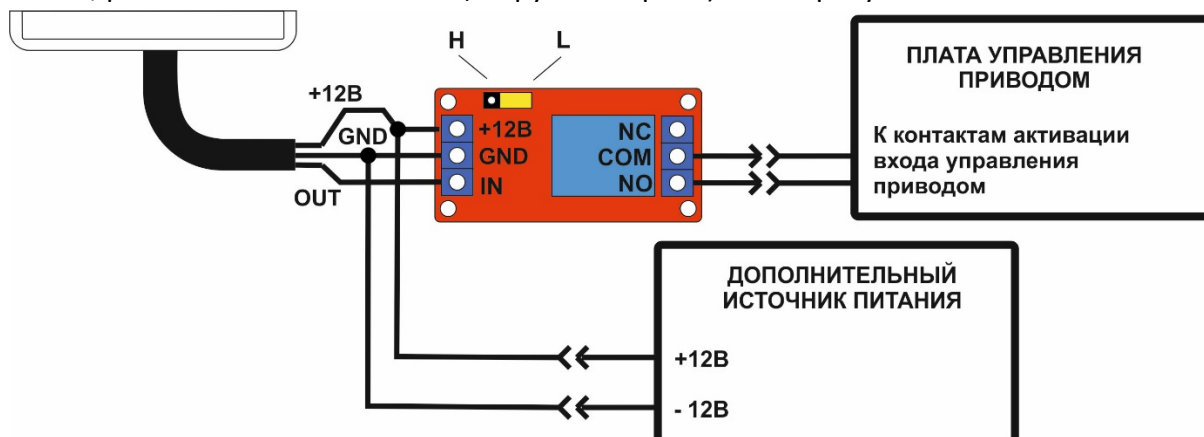 H
L
+12В
GND
OUT
+12В
GND
IN
NC
COM
NO
ПЛАТА УПРАВЛЕНИЯ
ПРИВОДОМ
К контактам активации
входа управления
приводом
ДОПОЛНИТЕЛЬНЫЙ
ИСТОЧНИК ПИТАНИЯ
+12В
- 12В